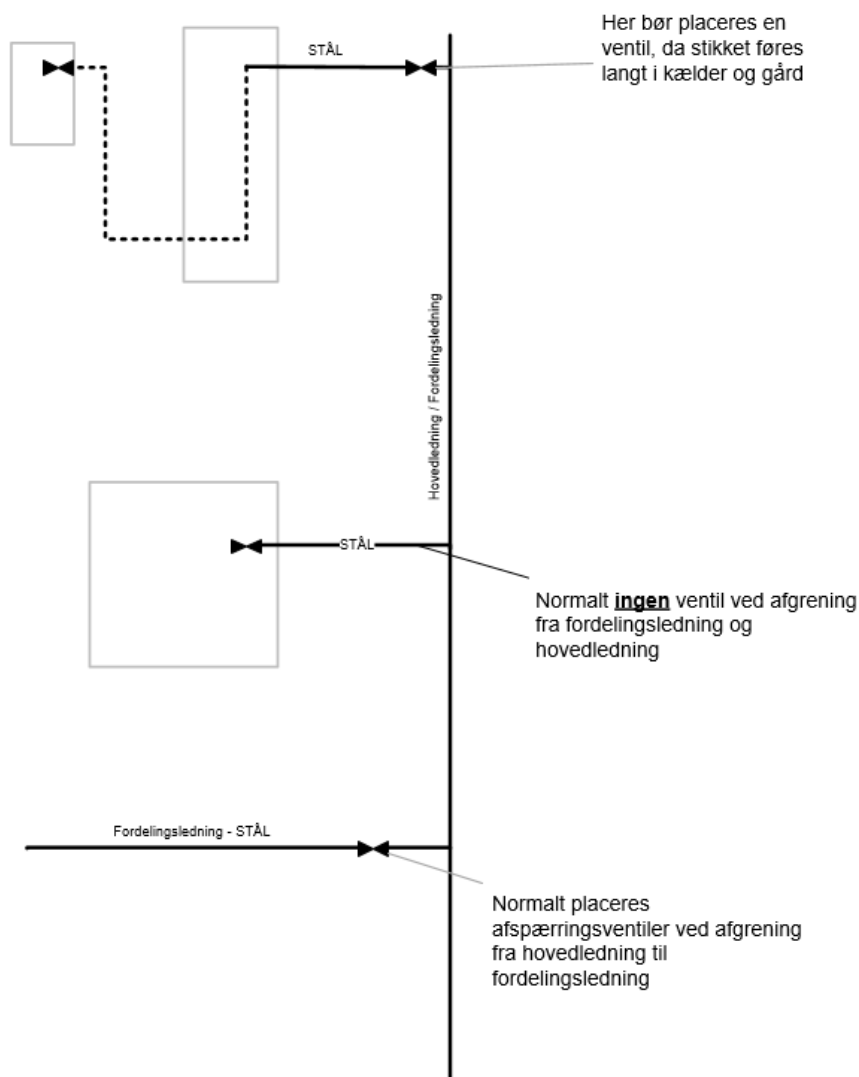 Her bør placeres en
ventil, da stikket føres
langt i kælder og gård
STÅL
Hovedledning / Fordelingsledning
STÅL
Normalt ingen ventil ved afgrening
fra fordelingsledning og
hovedledning
Fordelingsledning - STÅL
Normalt placeres
afspærringsventiler ved afgrening
fra hovedledning til
fordelingsledning